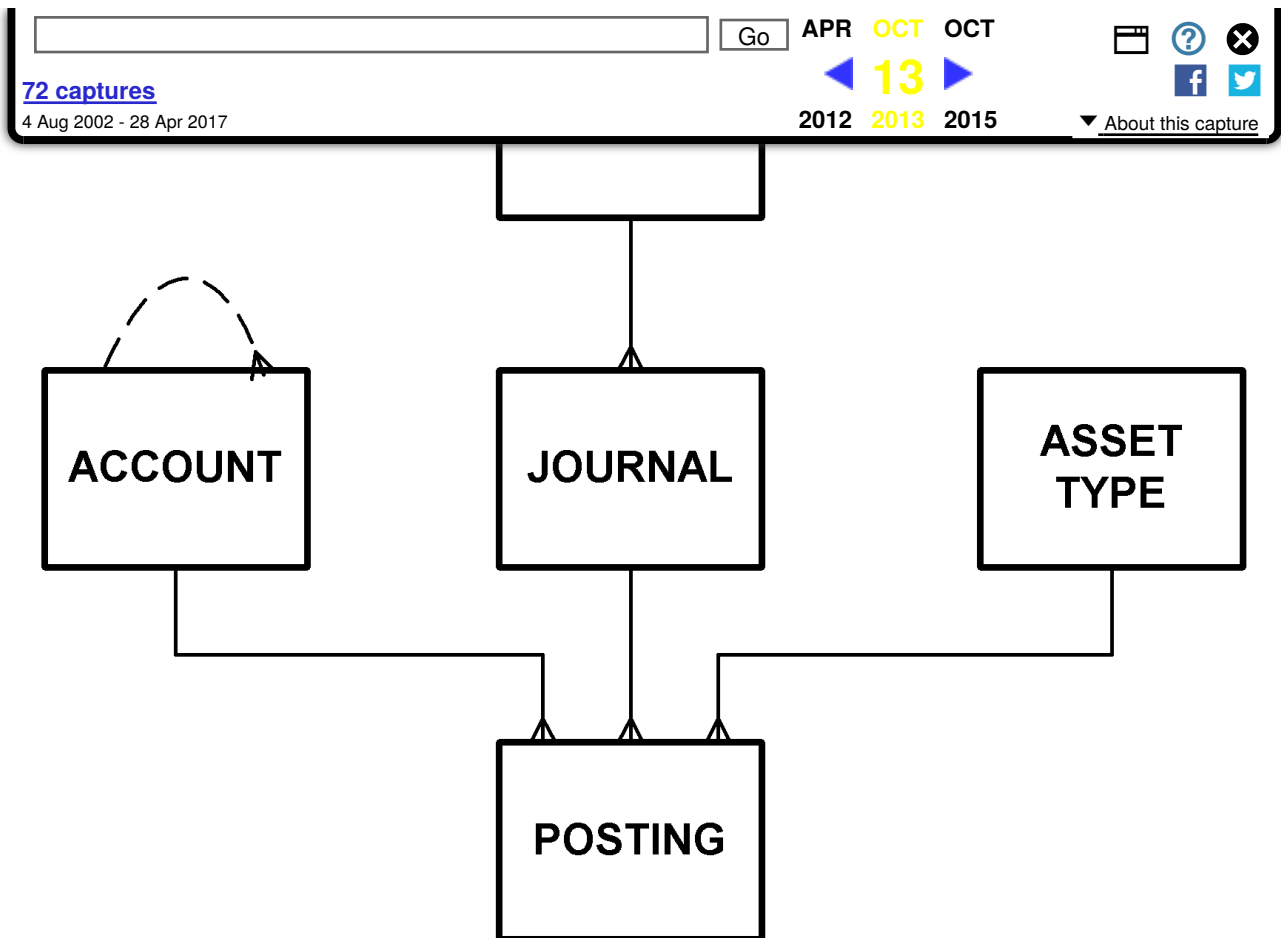 Go
APR OCT OCT
13
72 captures
4 Aug 2002 - 28 Apr 2017
2012 2013 2015
About this capture
ACCOUNT
JOURNAL
ASSET
TYPE
POSTING